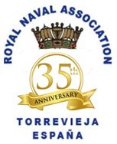 ROYAL NAVAL ASSOCIATION
35th
ANNIVERSARY
TORREVIEJA
ESPAÑA